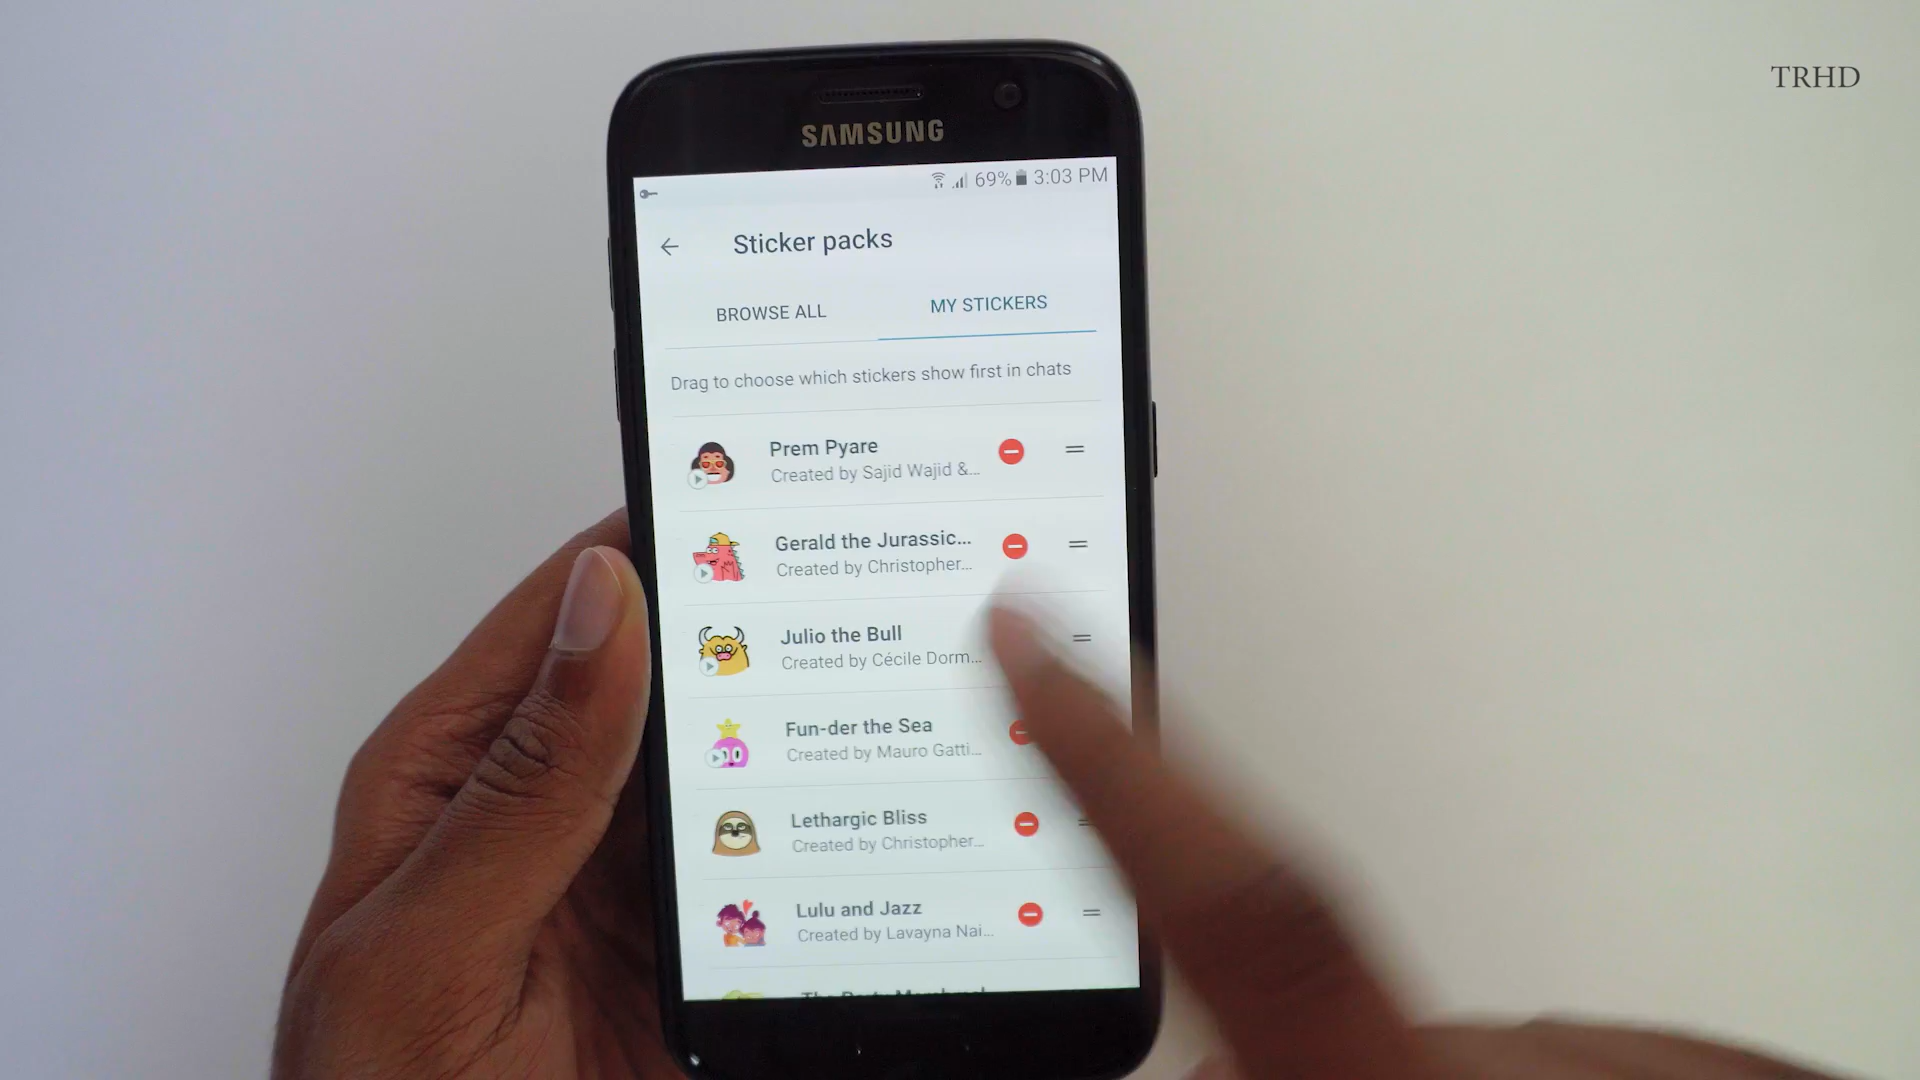 TRHD
SAMSUNG
69% 3:03 PM
Sticker packs
BROWSE ALL
MY STICKERS
Drag to choose which stickers show first in chats
Prem Pyare
Created by Sajid Wajid &...
Gerald the Jurassic...
Created by Christopher...
Julio the Bull
Created by Cécile Dorm...
Fun-der the Sea
Created by Mauro Gatti...
Lethargic Bliss
Created by Christopher...
Lulu and Jazz
Created by Lavayna Nai...